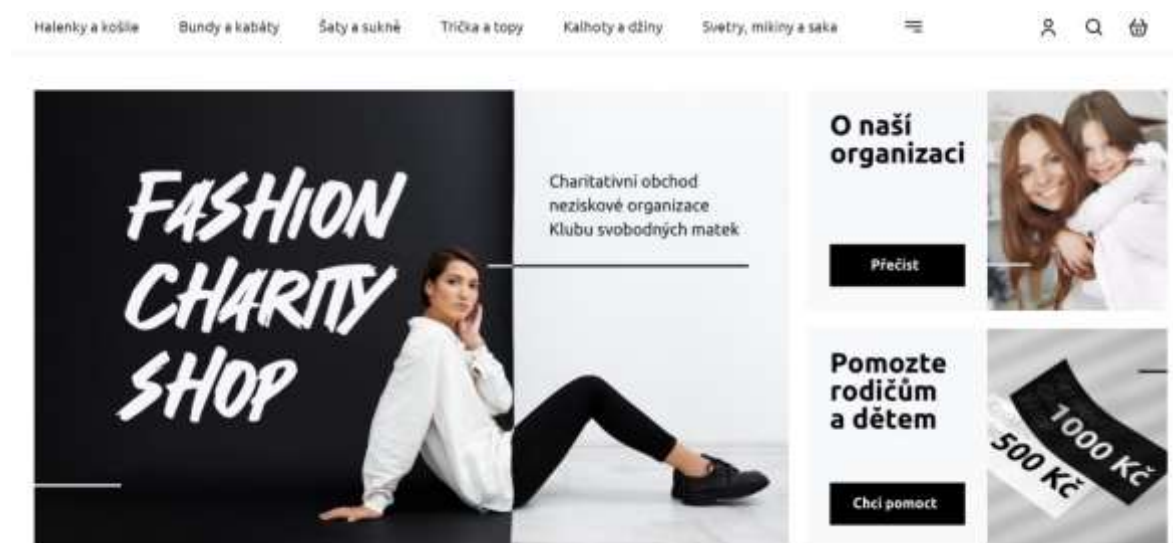 Halenky a košile Bundy a kabáty Šaty a sukně Trička a topy Kalhoty a džíny Svetry, mikiny a saka
FASHION
CHARITY
SHOP
Charitativní obchod
neziskové organizace
Klubu svobodných matek
O naší
organizaci
Přečíst
Pomozte
rodičům
a dětem
Chci pomoct
1000 Kč
500 Kč